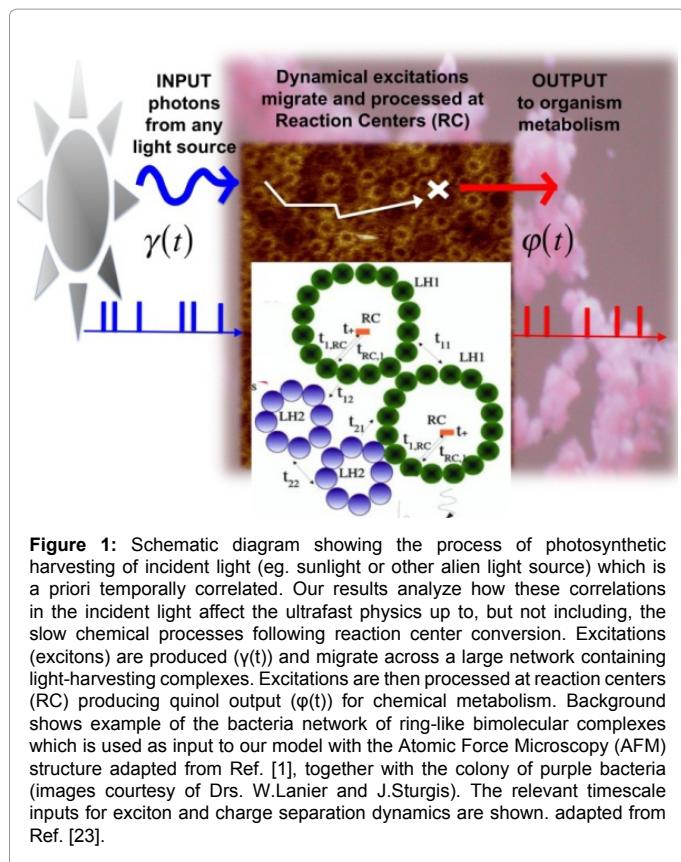 INPUT
photons
from any
light source
Dynamical excitations
migrate and processed at
Reaction Centers (RC)
OUTPUT
to organism
metabolism
γ(t)
φ(t)
LH1
RC
t+
t1,RC
tRC,1
t11
LH1
t12
LH2
t21
RC
t+
t1,RC
tRC,1
LH2
t22
s
Figure 1: Schematic diagram showing the process of photosynthetic
harvesting of incident light (eg. sunlight or other alien light source) which is
a priori temporally correlated. Our results analyze how these correlations
in the incident light affect the ultrafast physics up to, but not including, the
slow chemical processes following reaction center conversion. Excitations
(excitons) are produced (γ(t)) and migrate across a large network containing
light-harvesting complexes. Excitations are then processed at reaction centers
(RC) producing quinol output (φ(t)) for chemical metabolism. Background
shows example of the bacteria network of ring-like bimolecular complexes
which is used as input to our model with the Atomic Force Microscopy (AFM)
structure adapted from Ref. [1], together with the colony of purple bacteria
(images courtesy of Drs. W.Lanier and J.Sturgis). The relevant timescale
inputs for exciton and charge separation dynamics are shown. adapted from
Ref. [23].